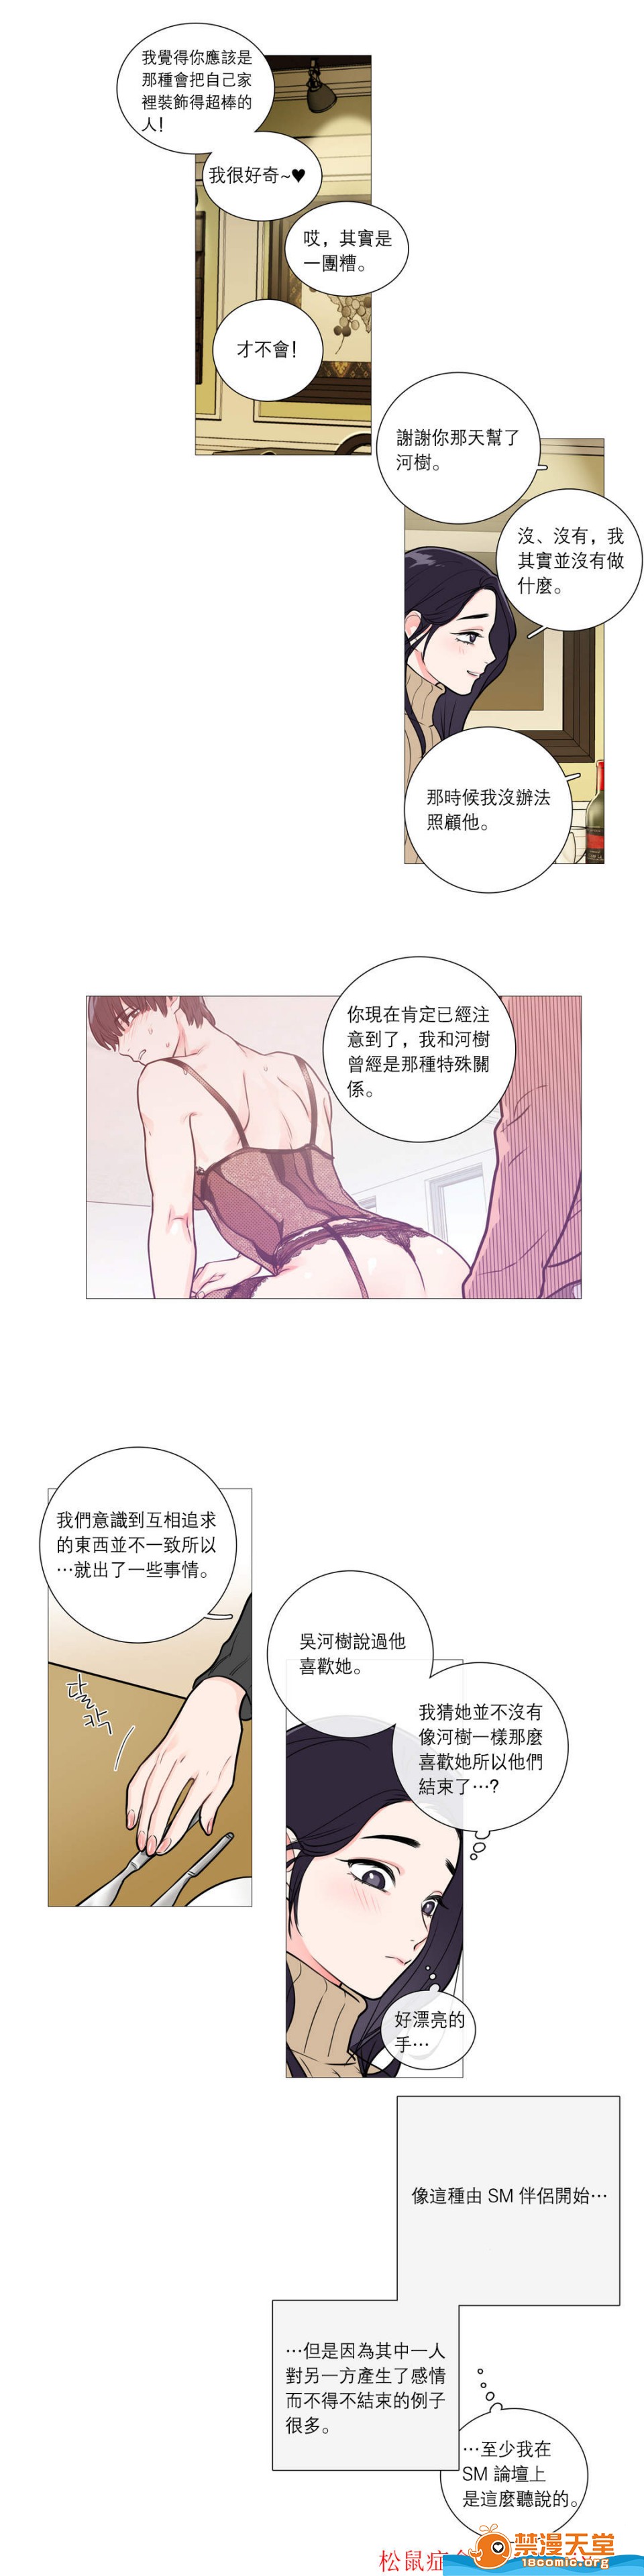 我覺得你應該是
那種會把自己家
裡裝飾得超棒的
人！
我很好奇~♥
哎，其實是
一團糟。
才不會！
謝謝你那天幫了
河樹。
沒、沒有，我
其實並沒有做
什麼。
那時候我沒辦法
照顧他。
你現在肯定已經注
意到了，我和河樹
曾經是那種特殊關
係。
我們意識到互相追求
的東西並不一致所以
…就出了一些事情。
달
칵
吳河樹說過他
喜歡她。
我猜她並不沒有
像河樹一樣那麼
喜歡她所以他們
結束了…？
好漂亮的
手…
像這種由 SM 伴侶開始…
…但是因為其中一人
對另一方產生了感情
而不得不結束的例子
很多。
…至少我在
SM 論壇上
是這麼聽說的。
松鼠症
禁漫天堂
18comic.org